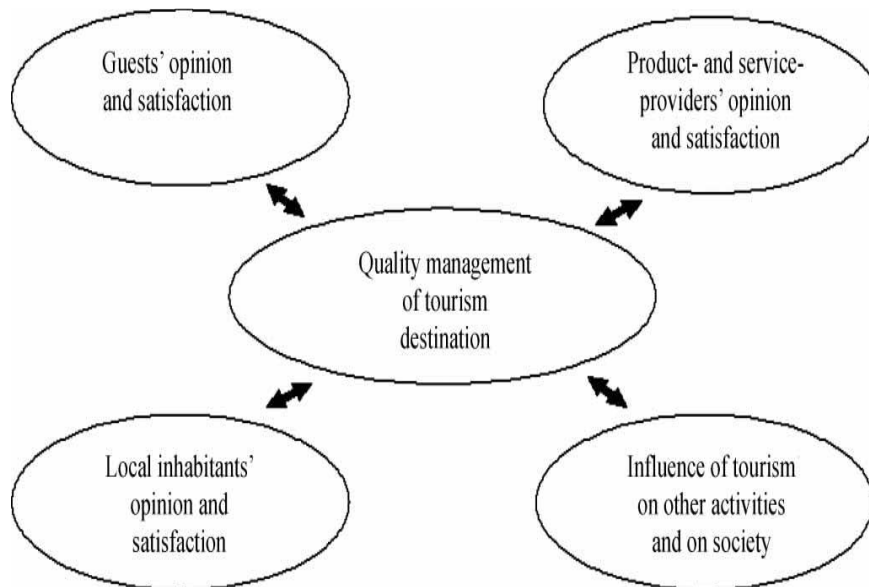 Guests’ opinion
and satisfaction
Product- and service-
providers’ opinion
and satisfaction
Quality management
of tourism
destination
Local inhabitants’
opinion and
satisfaction
Influence of tourism
on other activities
and on society